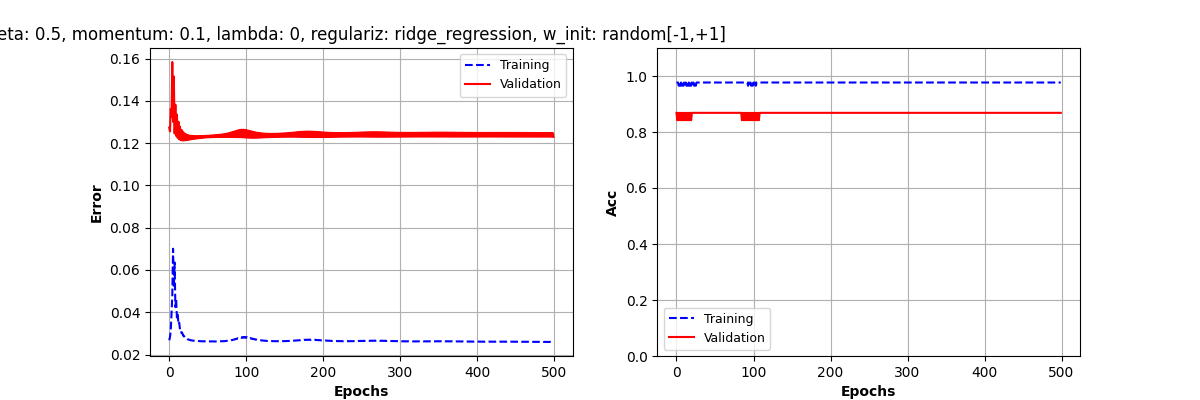 eta: 0.5, momentum: 0.1, lambda: 0, regulariz: ridge_regression, w_init: random[-1,+1]
0.16
0.14
0.12
0.10
0.08
0.06
0.04
0.02
Error
0 100 200 300 400 500
Epochs
Training
Validation
1.0
0.8
0.6
0.4
0.2
0.0
Acc
0 100 200 300 400 500
Epochs
Training
Validation